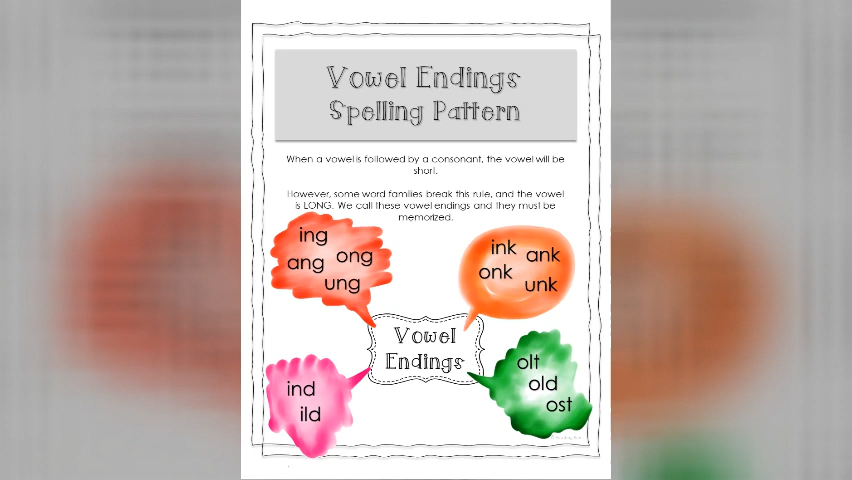 Vowel Endings
Spelling Pattern
When a vowel is followed by a consonant, the vowel will be
short.
However, some word families break this rule, and the vowel
is LONG. We call these vowel endings and they must be
memorized.
ing
ang ong
ung
ink ank
onk
unk
Vowel
Endings
ind
ild
olt
old
ost